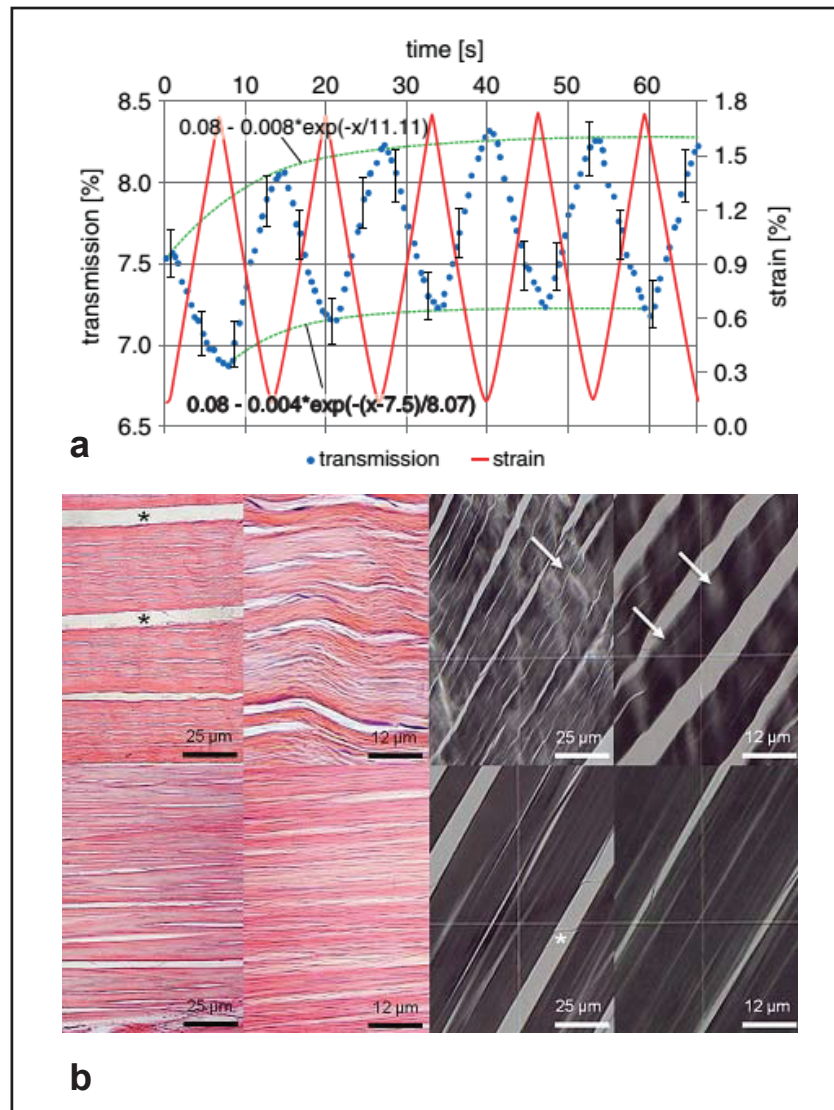 time [s]
0 10 20 30 40 50 60
8.5 1.8
0.08 - 0.008*exp(-x/11.11)
8.0 1.5
1.2
7.5 0.9
7.0 0.6
0.3
6.5 0.0
transmission [%]
strain [%]
0.08 - 0.004*exp(-(x-7.5)/8.07)
a
transmission strain
* *
25 µm 12 µm 25 µm 12 µm
*
25 µm 12 µm 25 µm 12 µm
b